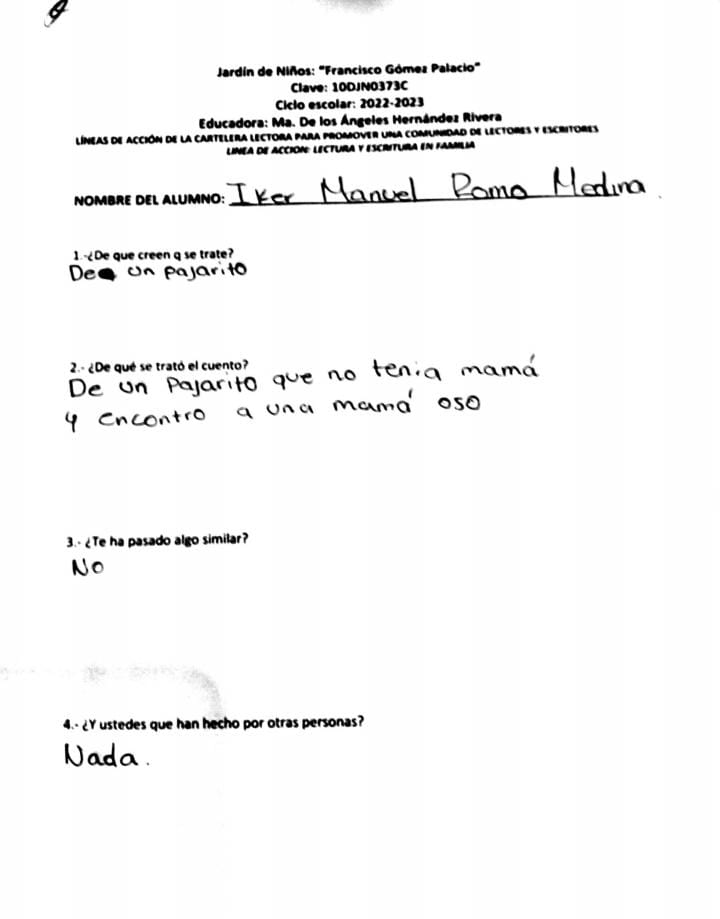 Jardín de Niños: "Francisco Gómez Palacio"
Clave: 10DJN0373C
Ciclo escolar: 2022-2023
Educadora: Ma. De los Ángeles Hernández Rivera
LÍNEAS DE ACCIÓN DE LA CARTELERA LECTORA PARA PROMOVER UNA COMUNIDAD DE LECTORES Y ESCRITORES
LINEA DE ACCION: LECTURA Y ESCRITURA EN FAMILIA
NOMBRE DEL ALUMNO: Iker Manuel Romo Medina
1.-¿De que creen q se trate?
De un pajarito
2.- ¿De qué se trató el cuento?
De un Pajarito que no tenia mamá
y encontro a una mamá oso
3.- ¿Te ha pasado algo similar?
No
4.- ¿Y ustedes que han hecho por otras personas?
Nada.